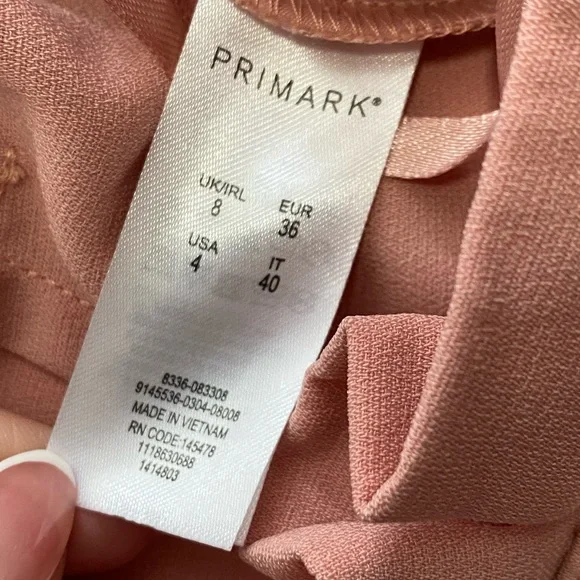 PRIMARK®
UK/IRL EUR
8 36
USA IT
4 40
8336-083308
9145536-0304-08008
MADE IN VIETNAM
RN CODE:145478
1118630688
1414803